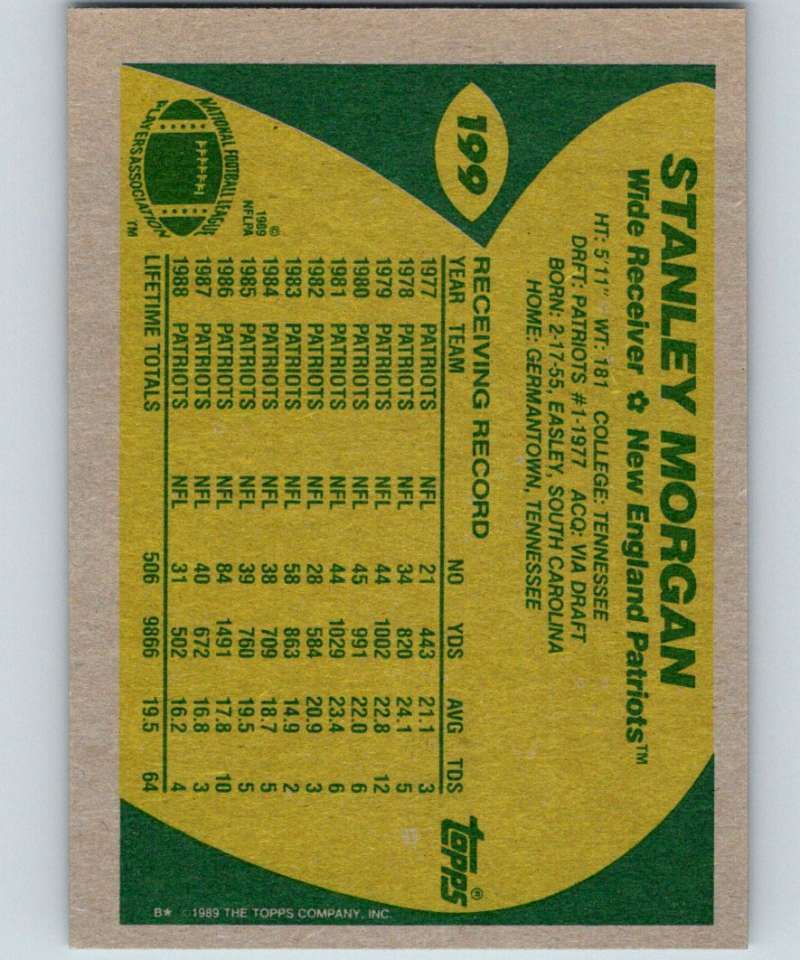 199
STANLEY MORGAN
Wide Receiver ✿ New England Patriots™
HT: 5'11" WT: 181 COLLEGE: TENNESSEE
DRFT: PATRIOTS #1-1977 ACQ: VIA DRAFT
BORN: 2-17-55, EASLEY, SOUTH CAROLINA
HOME: GERMANTOWN, TENNESSEE
RECEIVING RECORD
YEAR TEAM NO YDS AVG TDS
1977 PATRIOTS NFL 21 443 21.1 3
1978 PATRIOTS NFL 34 820 24.1 5
1979 PATRIOTS NFL 44 1002 22.8 12
1980 PATRIOTS NFL 45 991 22.0 6
1981 PATRIOTS NFL 44 1029 23.4 6
1982 PATRIOTS NFL 28 584 20.9 3
1983 PATRIOTS NFL 58 863 14.9 2
1984 PATRIOTS NFL 38 709 18.7 5
1985 PATRIOTS NFL 39 760 19.5 5
1986 PATRIOTS NFL 84 1491 17.8 10
1987 PATRIOTS NFL 40 672 16.8 3
1988 PATRIOTS NFL 31 502 16.2 4
LIFETIME TOTALS 506 9866 19.5 64
NATIONAL FOOTBALL LEAGUE
PLAYERS ASSOCIATION
™
©
1989
NFLPA
topps®
B★ ©1989 THE TOPPS COMPANY, INC.